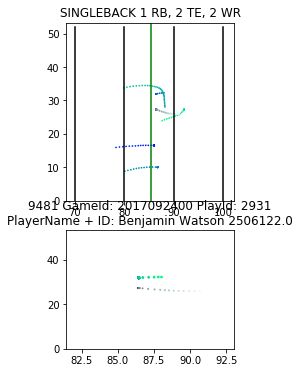 SINGLEBACK 1 RB, 2 TE, 2 WR
50
40
30
20
10
0
70 80 90 100
9481 GameId: 2017092400 PlayId: 2931
PlayerName + ID: Benjamin Watson 2506122.0
40
20
0
82.5 85.0 87.5 90.0 92.5